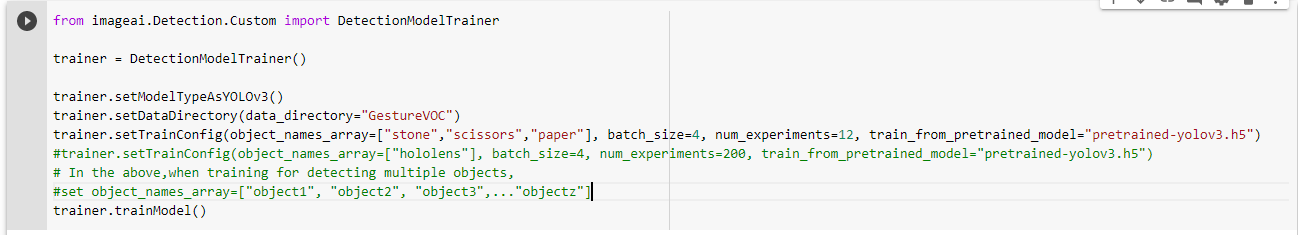 from imageai.Detection.Custom import DetectionModelTrainer
trainer = DetectionModelTrainer()
trainer.setModelTypeAsYOLOv3()
trainer.setDataDirectory(data_directory="GestureVOC")
trainer.setTrainConfig(object_names_array=["stone","scissors","paper"], batch_size=4, num_experiments=12, train_from_pretrained_model="pretrained-yolov3.h5")
#trainer.setTrainConfig(object_names_array=["hololens"], batch_size=4, num_experiments=200, train_from_pretrained_model="pretrained-yolov3.h5")
# In the above,when training for detecting multiple objects,
#set object_names_array=["object1", "object2", "object3",..."objectz"]
trainer.trainModel()